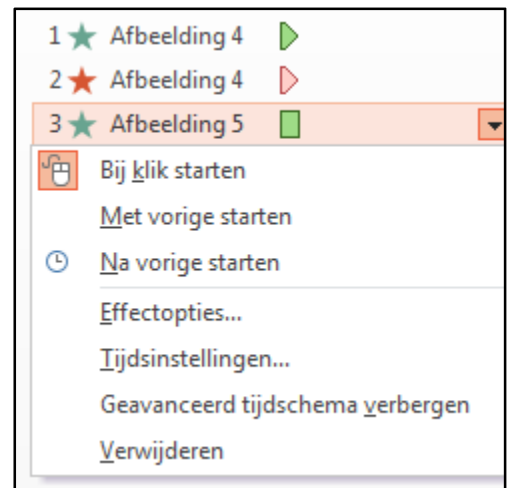 1 Afbeelding 4
2 Afbeelding 4
3 Afbeelding 5
Bij klik starten
Met vorige starten
Na vorige starten
Effectopties...
Tijdsinstellingen...
Geavanceerd tijdschema verbergen
Verwijderen